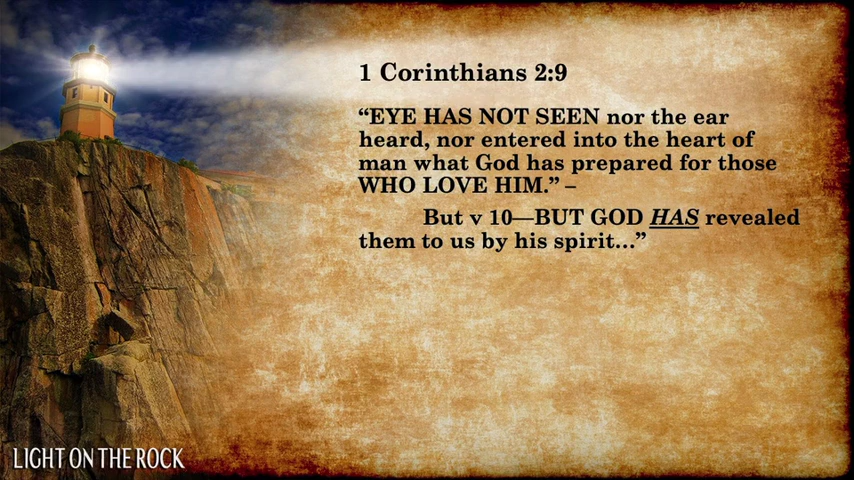 1 Corinthians 2:9
“EYE HAS NOT SEEN nor the ear
heard, nor entered into the heart of
man what God has prepared for those
WHO LOVE HIM.” –
But v 10—BUT GOD HAS revealed
them to us by his spirit…”
LIGHT ON THE ROCK